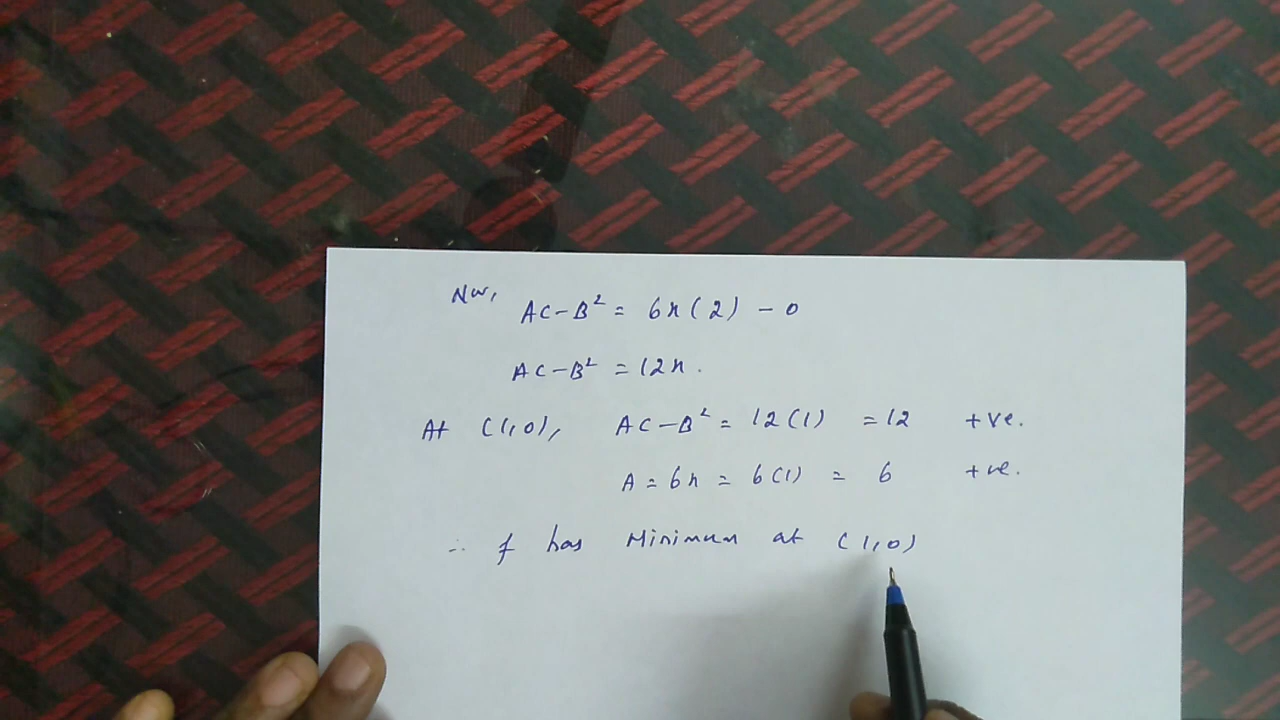 Now,
AC-B² = 6x(2) - 0
AC-B² = 12x.
At (1,0), AC-B² = 12(1) = 12 +ve.
A = 6x = 6(1) = 6 +ve.
∴ f has Minimum at (1,0)